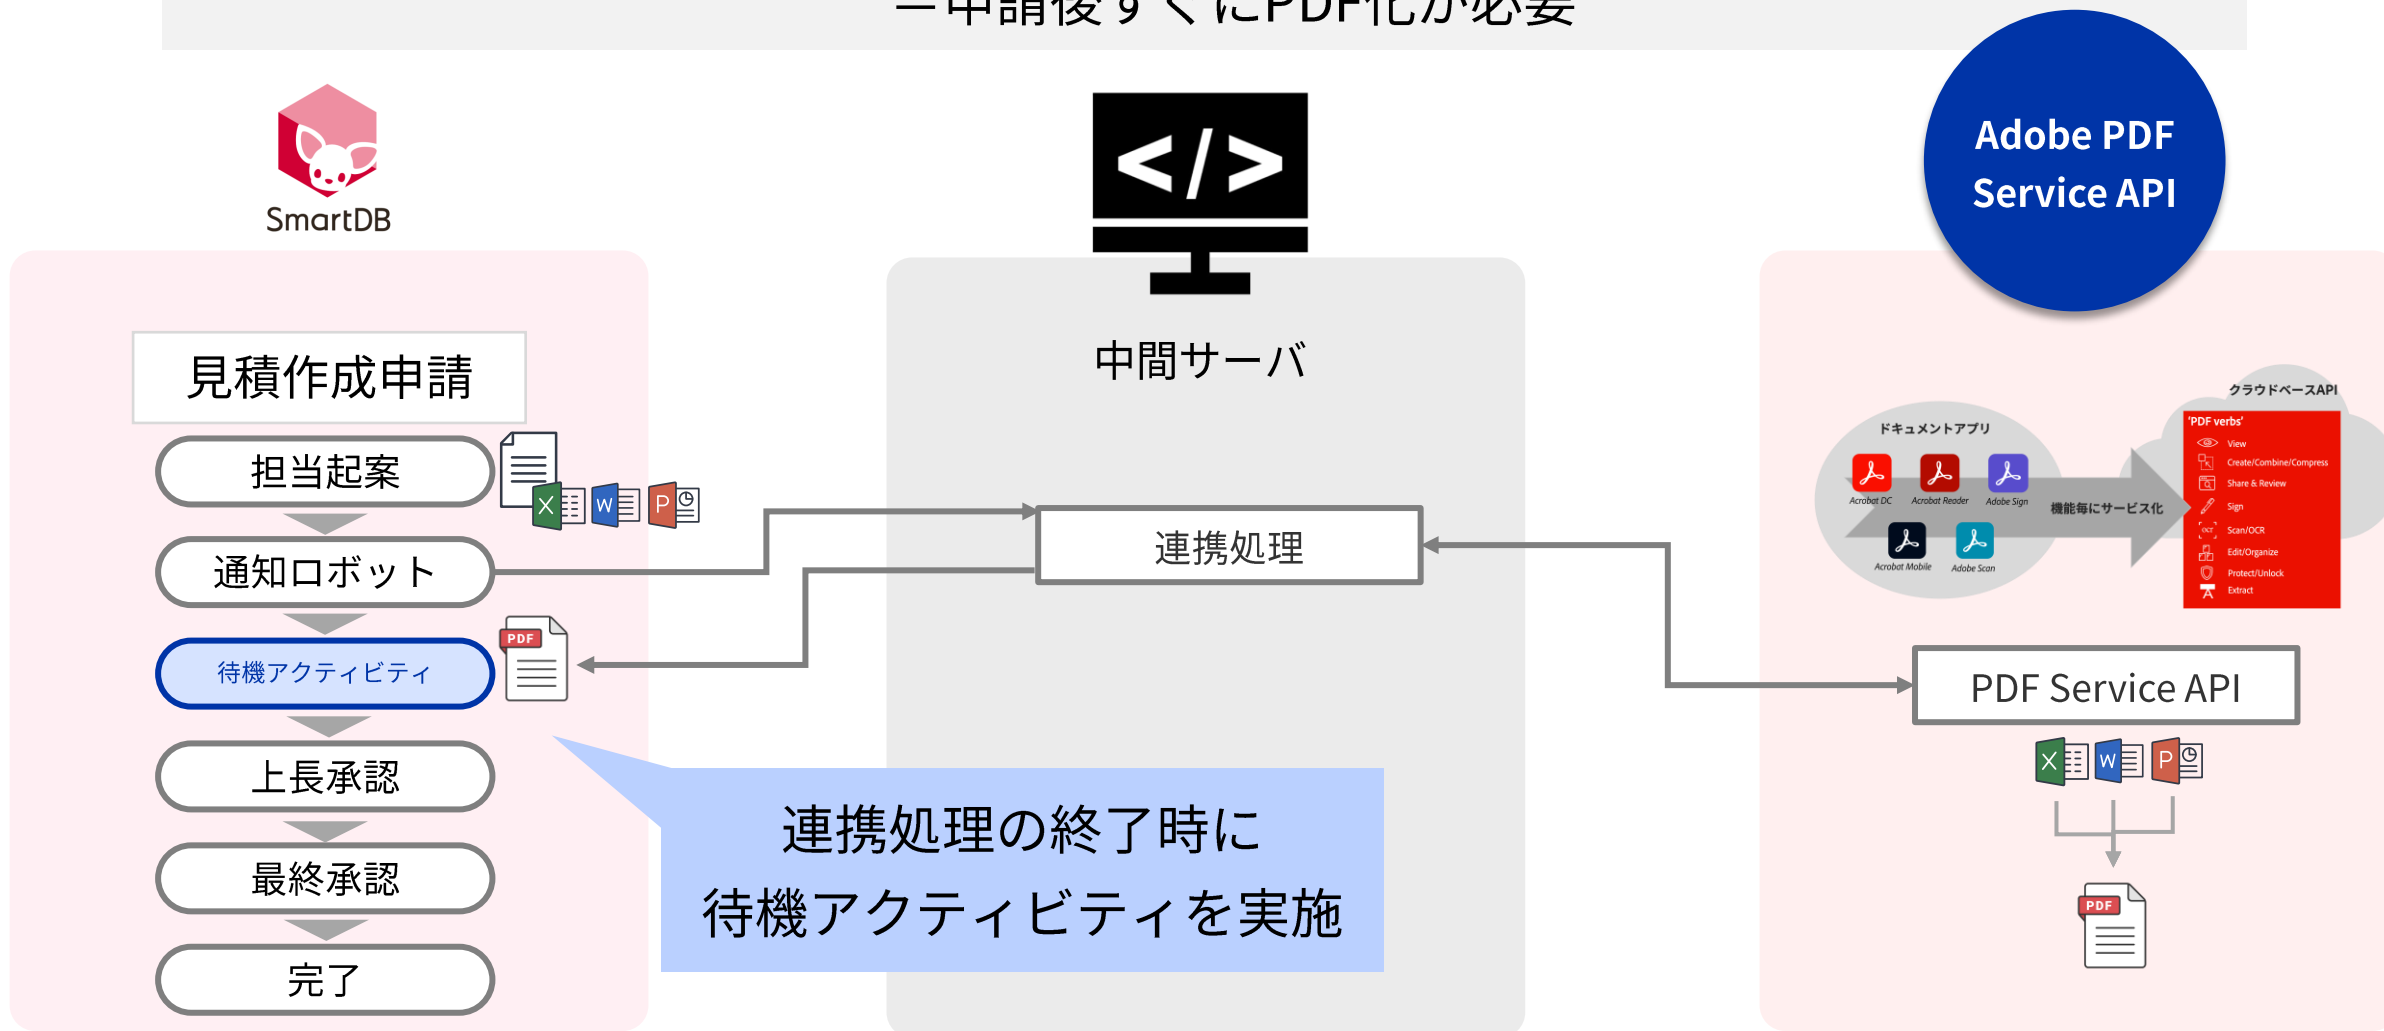 ＝申請後すぐにPDF化が必要
SmartDB
</>
Adobe PDF
Service API
見積作成申請
担当起案
X
W
P
通知ロボット
待機アクティビティ
PDF
上長承認
最終承認
完了
中間サーバ
連携処理
連携処理の終了時に
待機アクティビティを実施
ドキュメントアプリ
Acrobat DC
Acrobat Reader
Adobe Sign
Acrobat Mobile
Adobe Scan
機能毎にサービス化
クラウドベースAPI
'PDF verbs'
View
Create/Combine/Compress
Share & Review
Sign
OCR
Scan/OCR
Edit/Organize
Protect/Unlock
Extract
PDF Service API
X
W
P
PDF